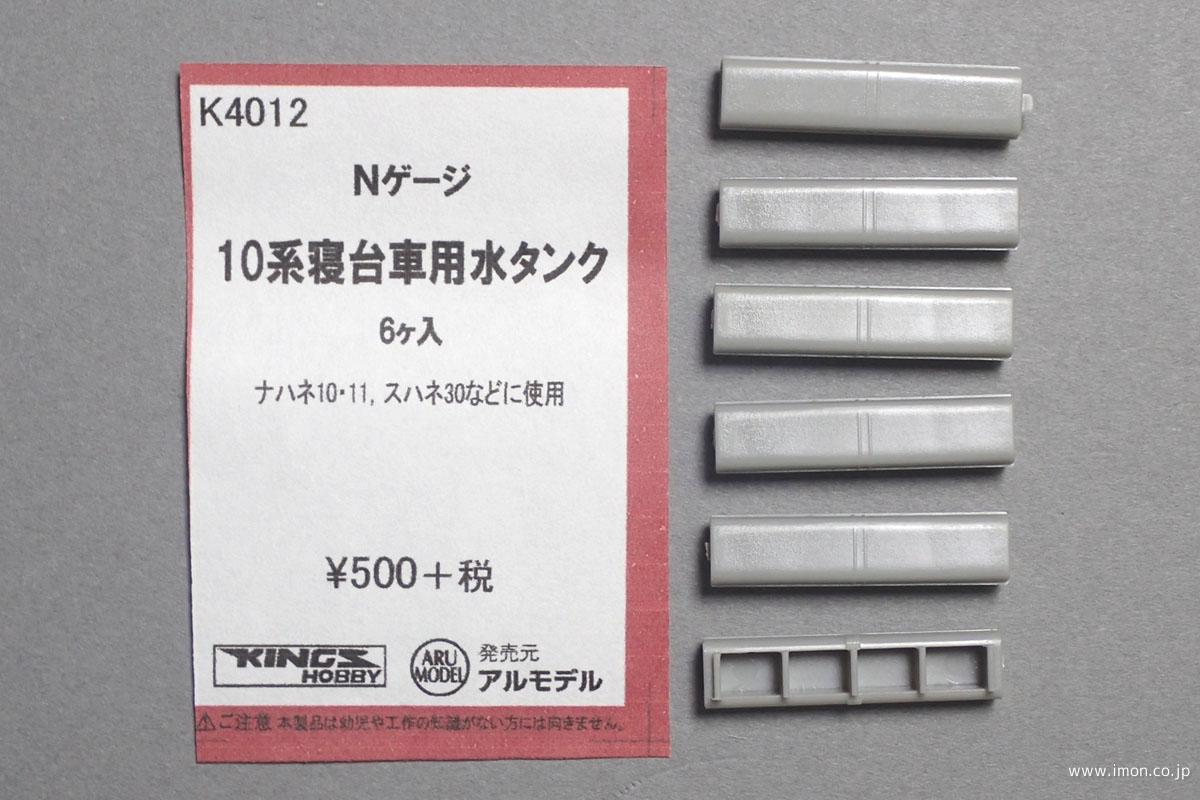 K4012
Nゲージ
10系寝台車用水タンク
6ヶ入
ナハネ10・11, スハネ30などに使用
¥500＋税
KINGS
HOBBY
ARU
MODEL
発売元
アルモデル
⚠ご注意 本製品は幼児や工作の知識がない方には向きません。
www.imon.co.jp